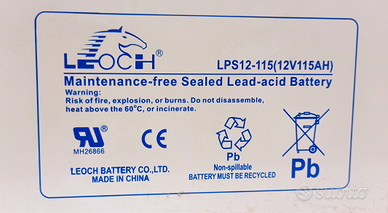 LEOCH
LPS12-115(12V115AH)
Maintenance-free Sealed Lead-acid Battery
Warning:
Risk of fire, explosion, or burns. Do not disassemble,
heat above the 60°C, or incinerate.
MH26866
CE
Pb
Pb
Non-spillable
BATTERY MUST BE RECYCLED
LEOCH BATTERY CO.,LTD.
MADE IN CHINA
subito